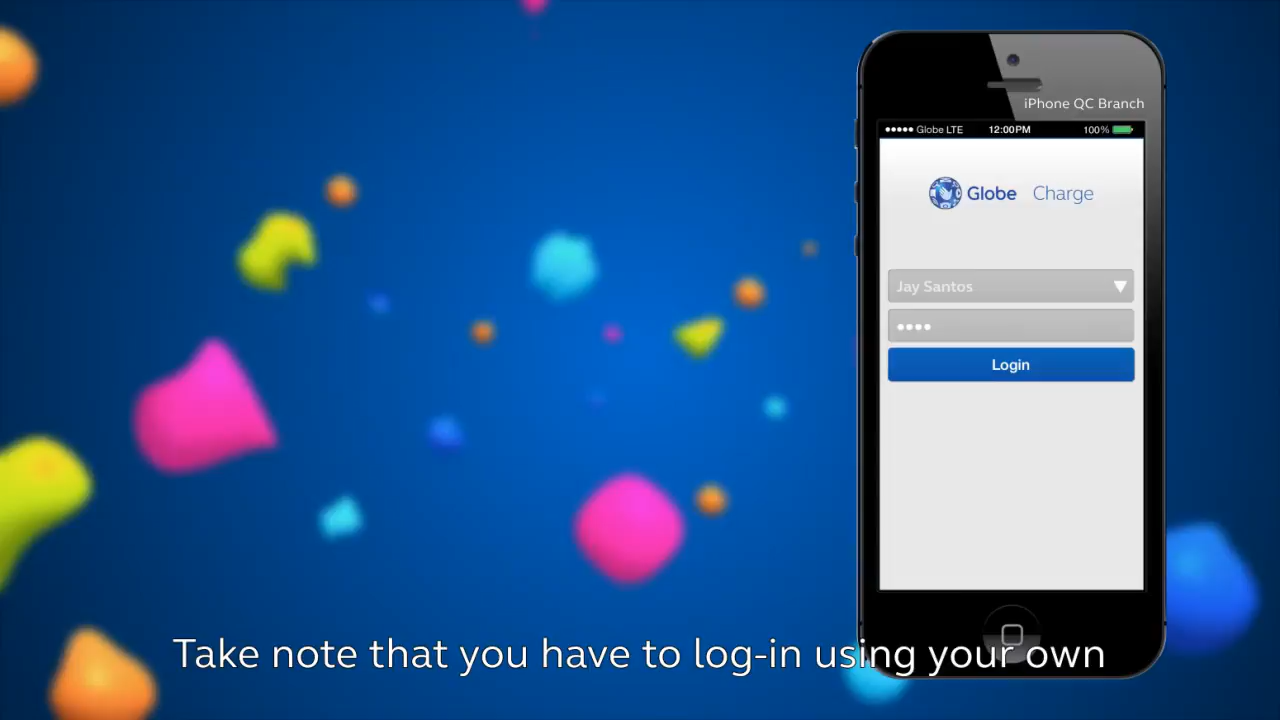 iPhone QC Branch
Globe LTE 12:00PM 100%
Globe Charge
Jay Santos
Login
Take note that you have to log-in using your own